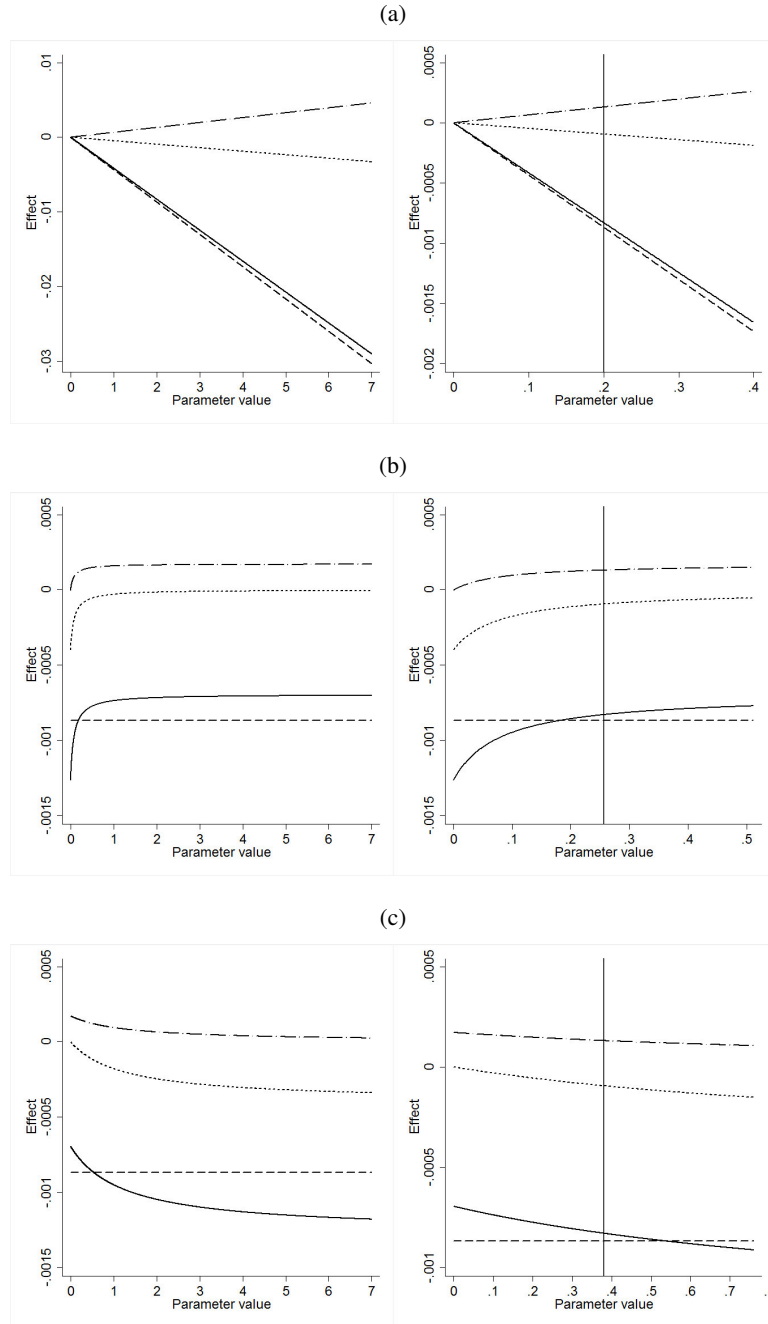 (a)
.01
0
-.01
-.02
-.03
Effect
0 1 2 3 4 5 6 7
Parameter value
.0005
0
-.0005
-.001
-.0015
-.002
Effect
0 .1 .2 .3 .4
Parameter value
(b)
.0005
0
-.0005
-.001
-.0015
Effect
0 1 2 3 4 5 6 7
Parameter value
.0005
0
-.0005
-.001
-.0015
Effect
0 .1 .2 .3 .4 .5
Parameter value
(c)
.0005
0
-.0005
-.001
-.0015
Effect
0 1 2 3 4 5 6 7
Parameter value
.0005
0
-.0005
-.001
Effect
0 .1 .2 .3 .4 .5 .6 .7 .
Parameter value